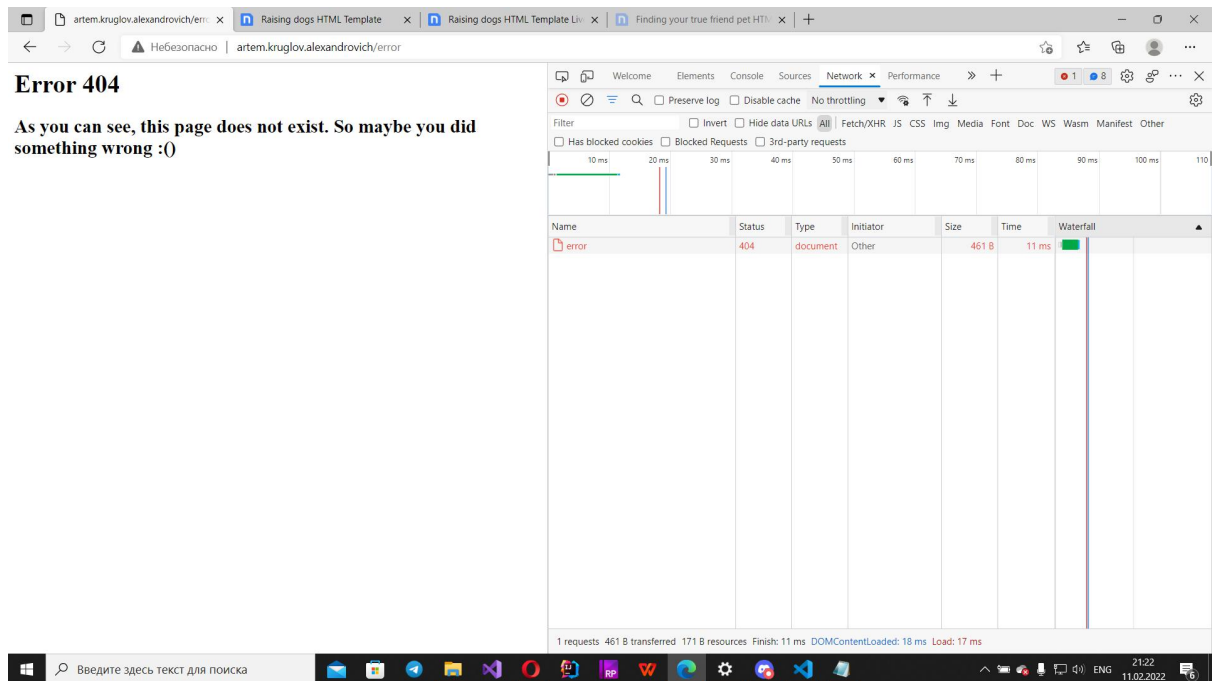 artem.kruglov.alexandrovich/erro
Raising dogs HTML Template
Raising dogs HTML Template Liv
Finding your true friend pet HTM
Небезопасно
artem.kruglov.alexandrovich/error
Error 404
As you can see, this page does not exist. So maybe you did
something wrong :()
Welcome Elements Console Sources Network Performance
1 8
Preserve log Disable cache No throttling
Filter
Invert Hide data URLs All Fetch/XHR JS CSS Img Media Font Doc WS Wasm Manifest Other
Has blocked cookies Blocked Requests 3rd-party requests
10 ms 20 ms 30 ms 40 ms 50 ms 60 ms 70 ms 80 ms 90 ms 100 ms 110
Name Status Type Initiator Size Time Waterfall
error 404 document Other 461 B 11 ms
1 requests 461 B transferred 171 B resources Finish: 11 ms DOMContentLoaded: 18 ms Load: 17 ms
Введите здесь текст для поиска
RP
ENG
21:22
11.02.2022
6